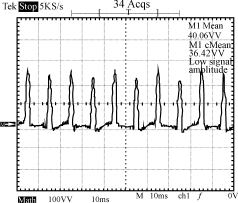 Tek Stop 5KS/s 34 Acqs
T
M1 Mean
40.06VV
M1 cMean
36.42VV
Low signal
amplitude
Math 100VV 10ms M 10ms ch1 f 0V